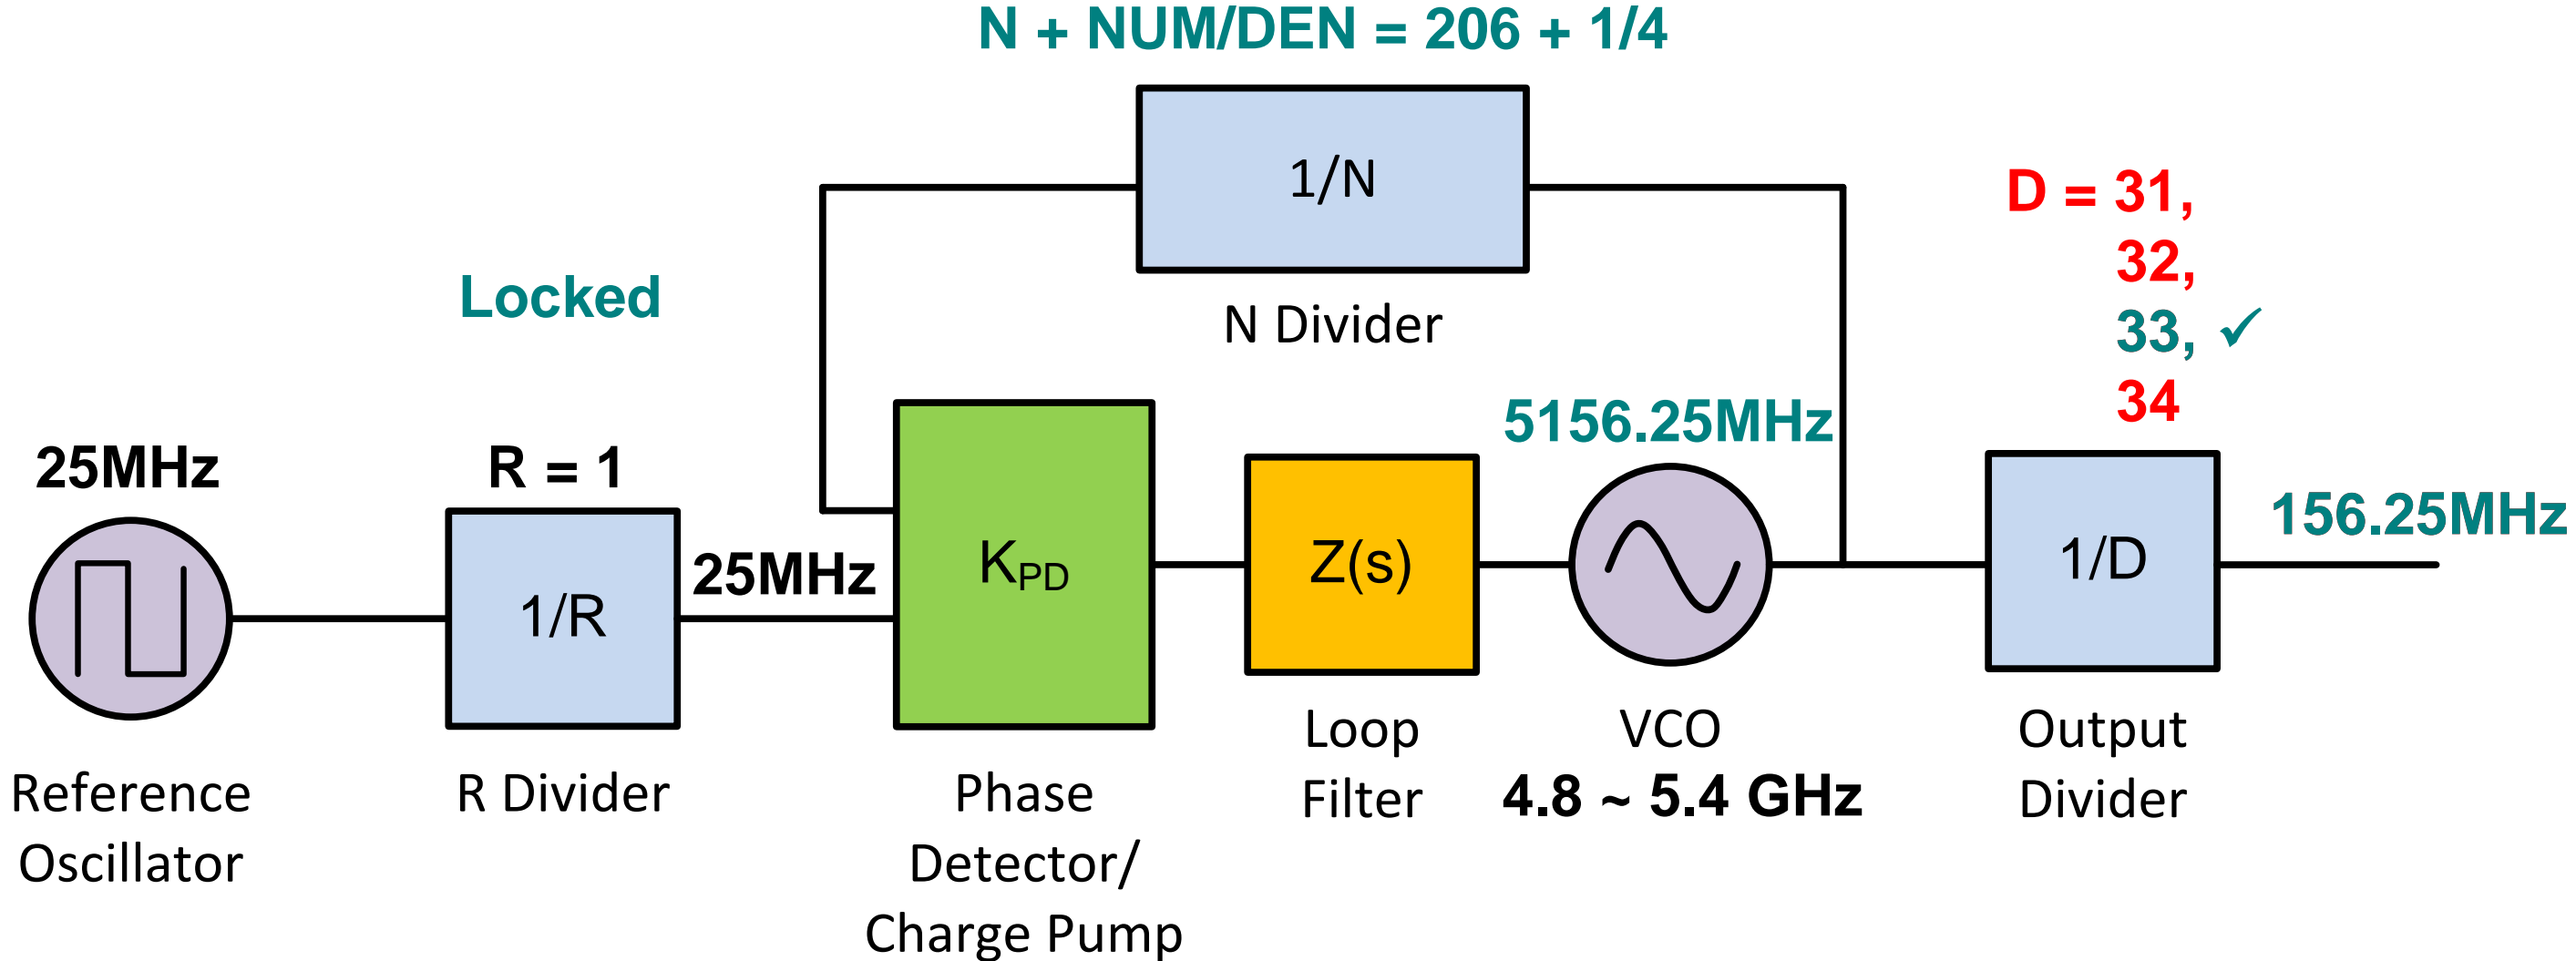 N + NUM/DEN = 206 + 1/4
1/N
N Divider
D = 31,
32,
33, ✓
34
Locked
25MHz
R = 1
1/R
25MHz
K_PD
Z(s)
5156.25MHz
1/D
156.25MHz
Reference
Oscillator
R Divider
Phase
Detector/
Charge Pump
Loop
Filter
VCO
4.8 ~ 5.4 GHz
Output
Divider